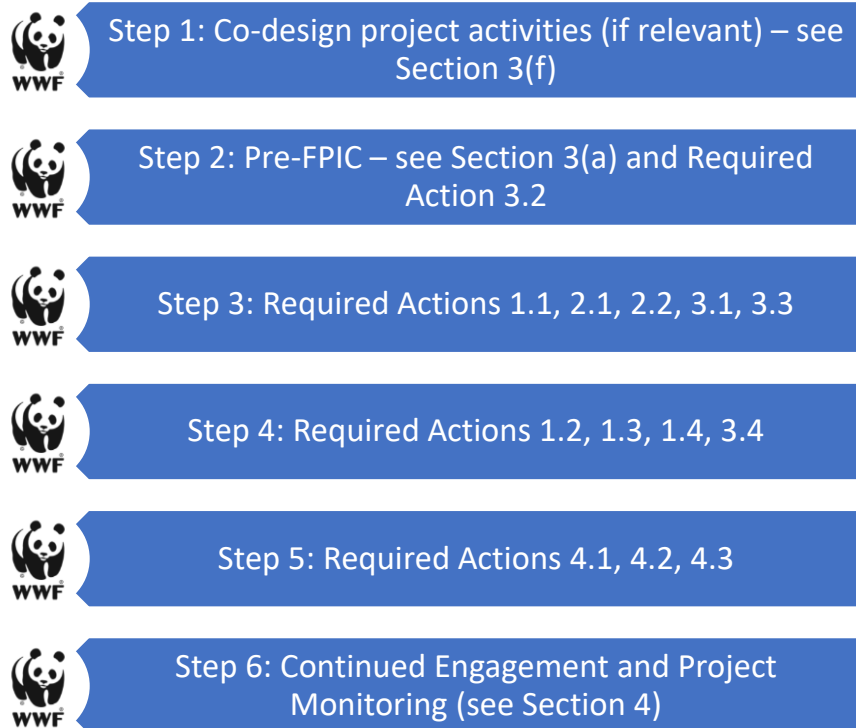 WWF
Step 1: Co-design project activities (if relevant) – see
Section 3(f)
WWF
Step 2: Pre-FPIC – see Section 3(a) and Required
Action 3.2
WWF
Step 3: Required Actions 1.1, 2.1, 2.2, 3.1, 3.3
WWF
Step 4: Required Actions 1.2, 1.3, 1.4, 3.4
WWF
Step 5: Required Actions 4.1, 4.2, 4.3
WWF
Step 6: Continued Engagement and Project
Monitoring (see Section 4)